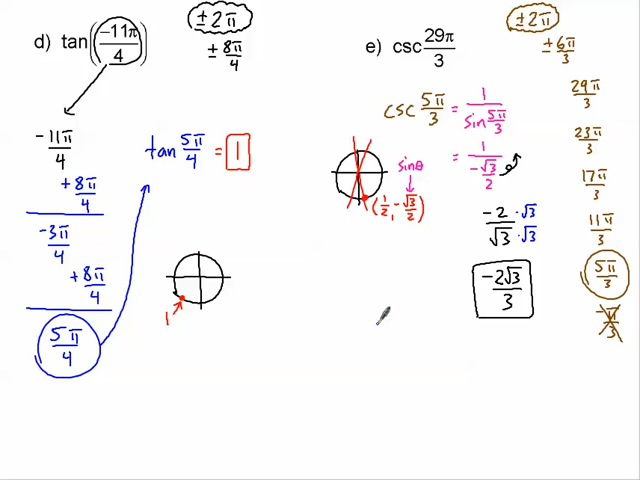 ± 2π
d) tan(-11π/4)
± 8π/4
-11π/4
+ 8π/4
-3π/4
+ 8π/4
5π/4
tan 5π/4 = 1
1
± 2π
e) csc 29π/3
± 6π/3
csc 5π/3 = 1/sin 5π/3
= 1/(-√3/2)
sinθ
(1/2, -√3/2)
-2/√3 · √3/√3
-2√3/3
29π/3
23π/3
17π/3
11π/3
5π/3
-π/3